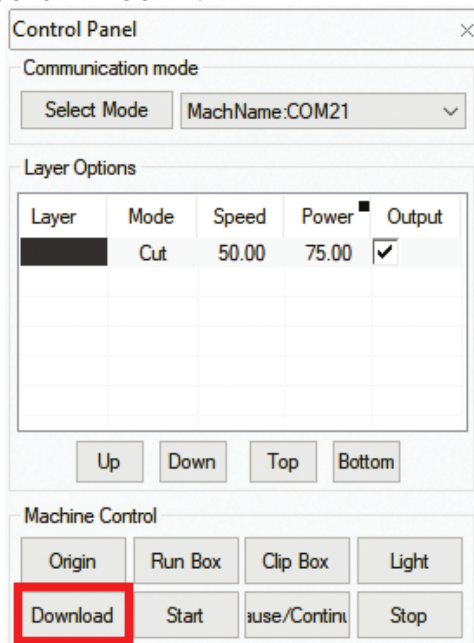 Control Panel
Communication mode
Select Mode MachName:COM21
Layer Options
Layer Mode Speed Power Output
Cut 50.00 75.00
Up Down Top Bottom
Machine Control
Origin Run Box Clip Box Light
Download Start ause/Continu Stop